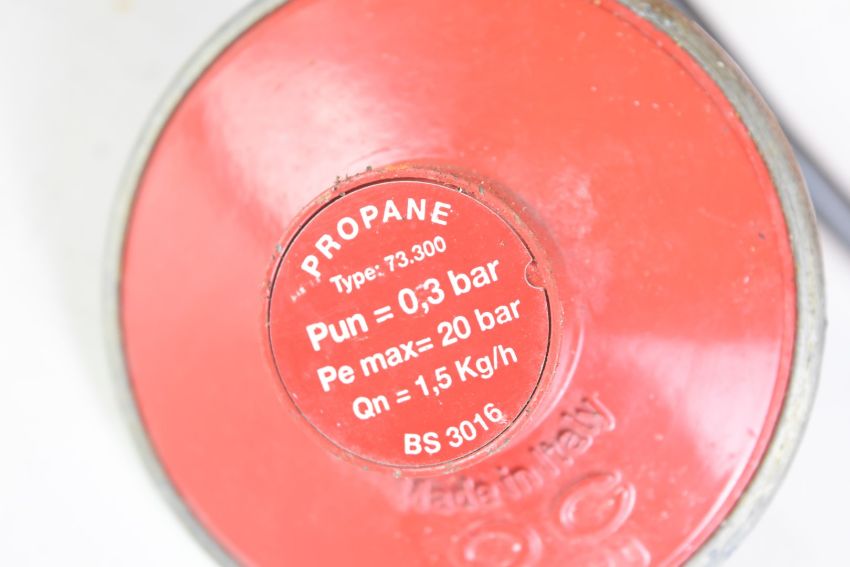 PROPANE
Type: 73.300
Pun = 0,3 bar
Pe max= 20 bar
Qn = 1,5 Kg/h
BS 3016
Made in Italy